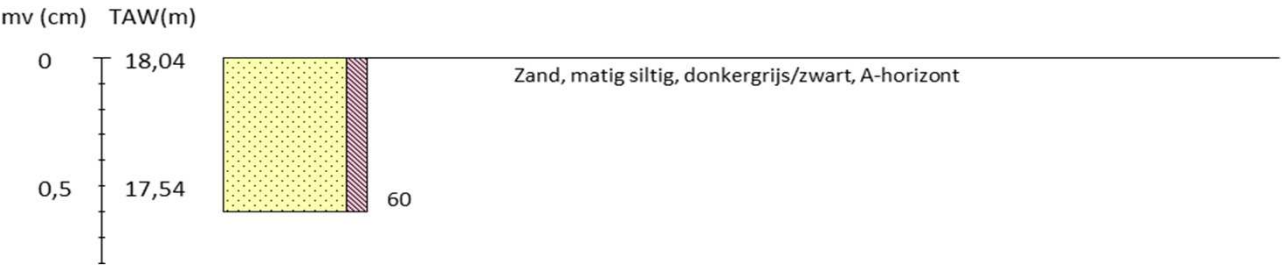 mv (cm) TAW(m)
0 18,04
Zand, matig siltig, donkergrijs/zwart, A-horizont
0,5 17,54
60